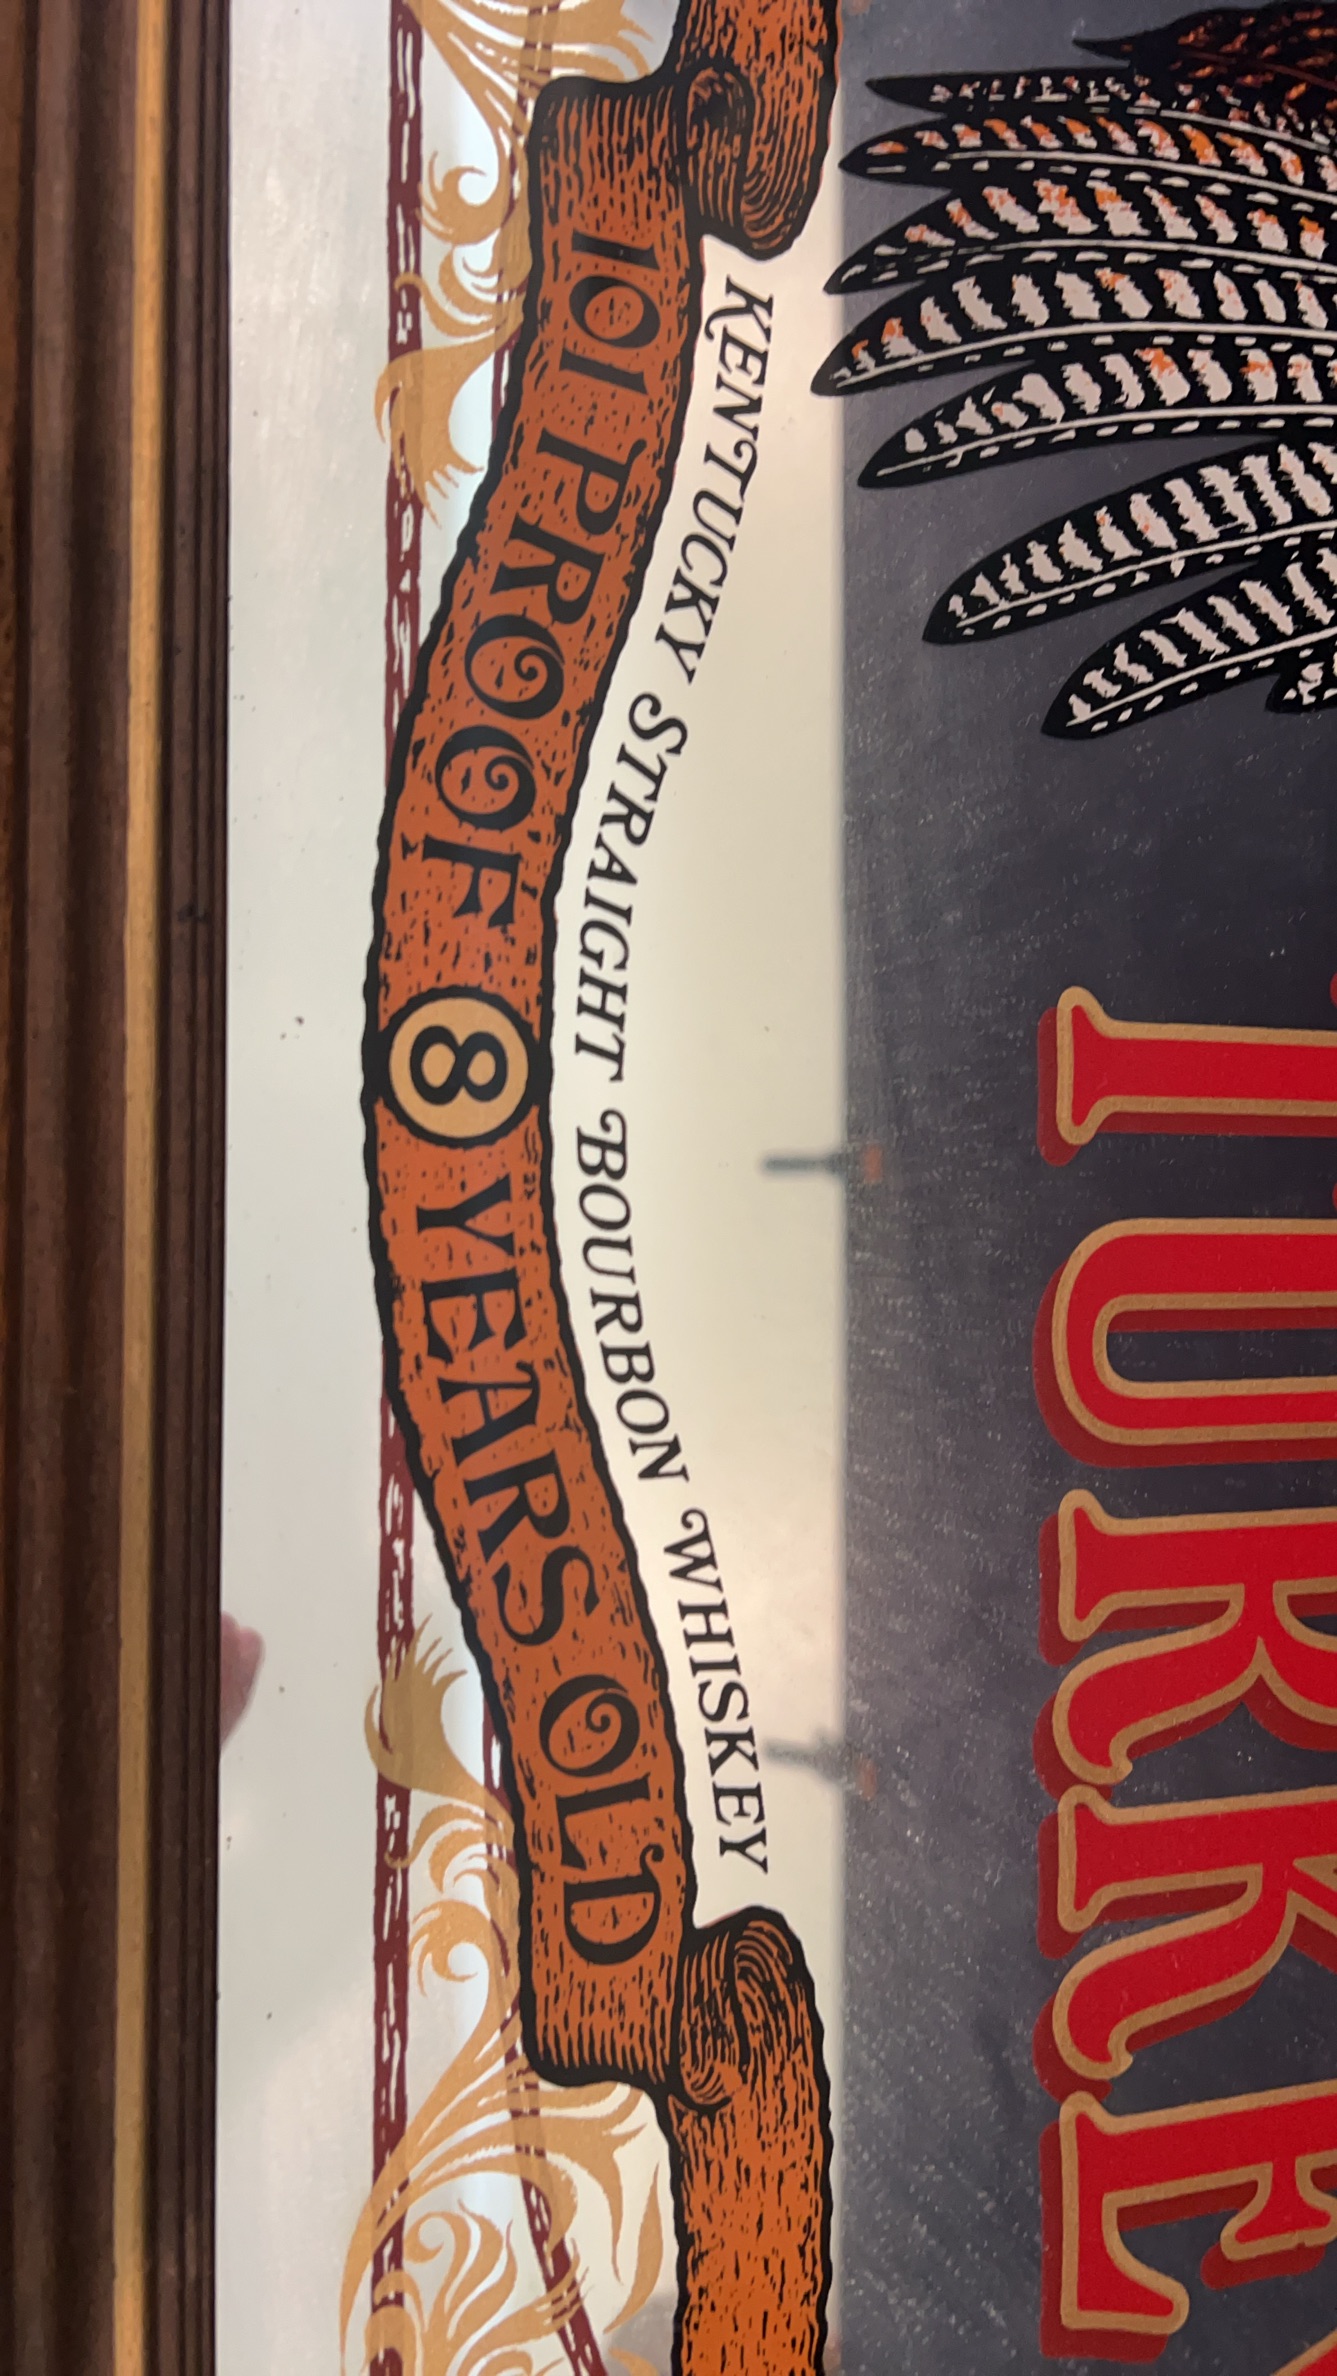 TURKEY
KENTUCKY STRAIGHT BOURBON WHISKEY
101 PROOF 8 YEARS OLD